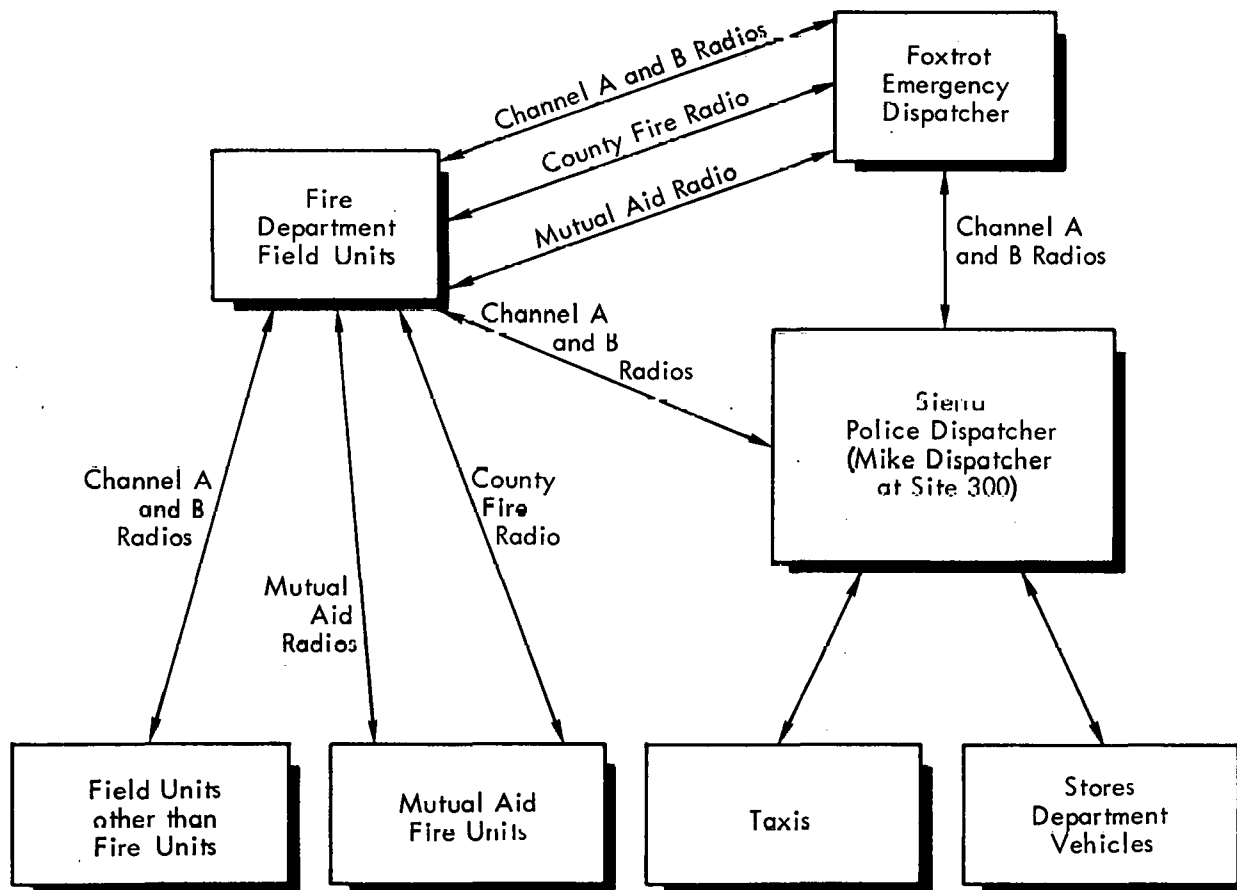 Channel A and B Radios
County Fire Radio
Mutual Aid Radio
Foxtrot
Emergency
Dispatcher
Fire
Department
Field Units
Channel A
and B Radios
Channel A
and B
Radios
Sierra
Police Dispatcher
(Mike Dispatcher
at Site 300)
Channel A
and B
Radios
Mutual
Aid
Radios
County
Fire
Radio
Field Units
other than
Fire Units
Mutual Aid
Fire Units
Taxis
Stores
Department
Vehicles